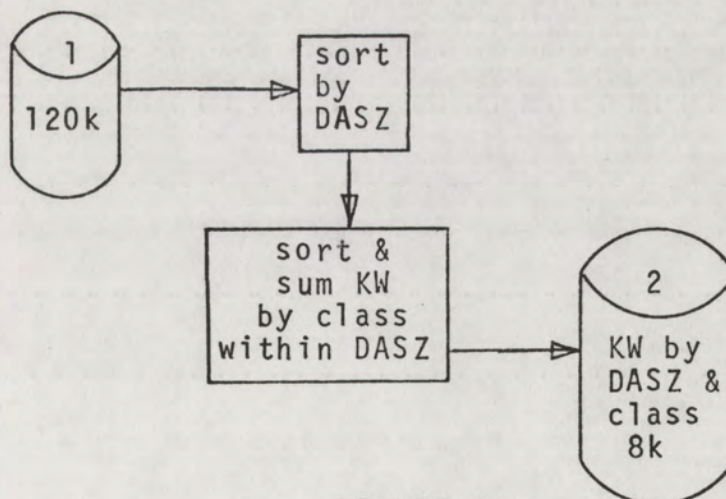 1
120k
sort
by
DASZ
sort &
sum KW
by class
within DASZ
2
KW by
DASZ &
class
8k